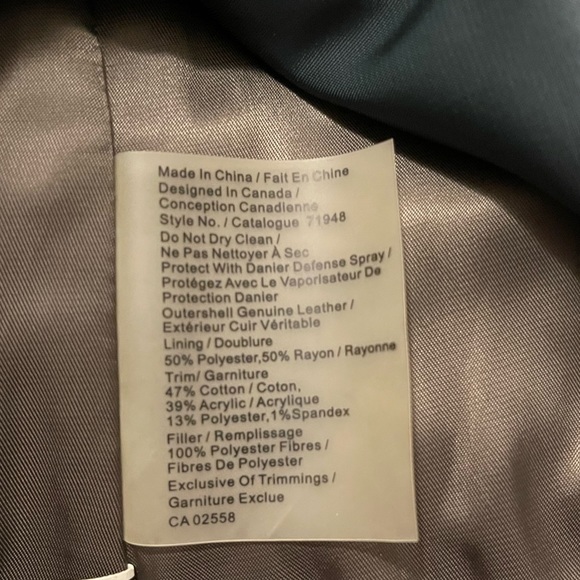 Made In China / Fait En Chine
Designed In Canada /
Conception Canadienne
Style No. / Catalogue 71948
Do Not Dry Clean /
Ne Pas Nettoyer À Sec
Protect With Danier Defense Spray /
Protégez Avec Le Vaporisateur De
Protection Danier
Outershell Genuine Leather /
Extérieur Cuir Véritable
Lining / Doublure
50% Polyester,50% Rayon / Rayonne
Trim/ Garniture
47% Cotton / Coton,
39% Acrylic / Acrylique
13% Polyester,1%Spandex
Filler / Remplissage
100% Polyester Fibres /
Fibres De Polyester
Exclusive Of Trimmings /
Garniture Exclue
CA 02558